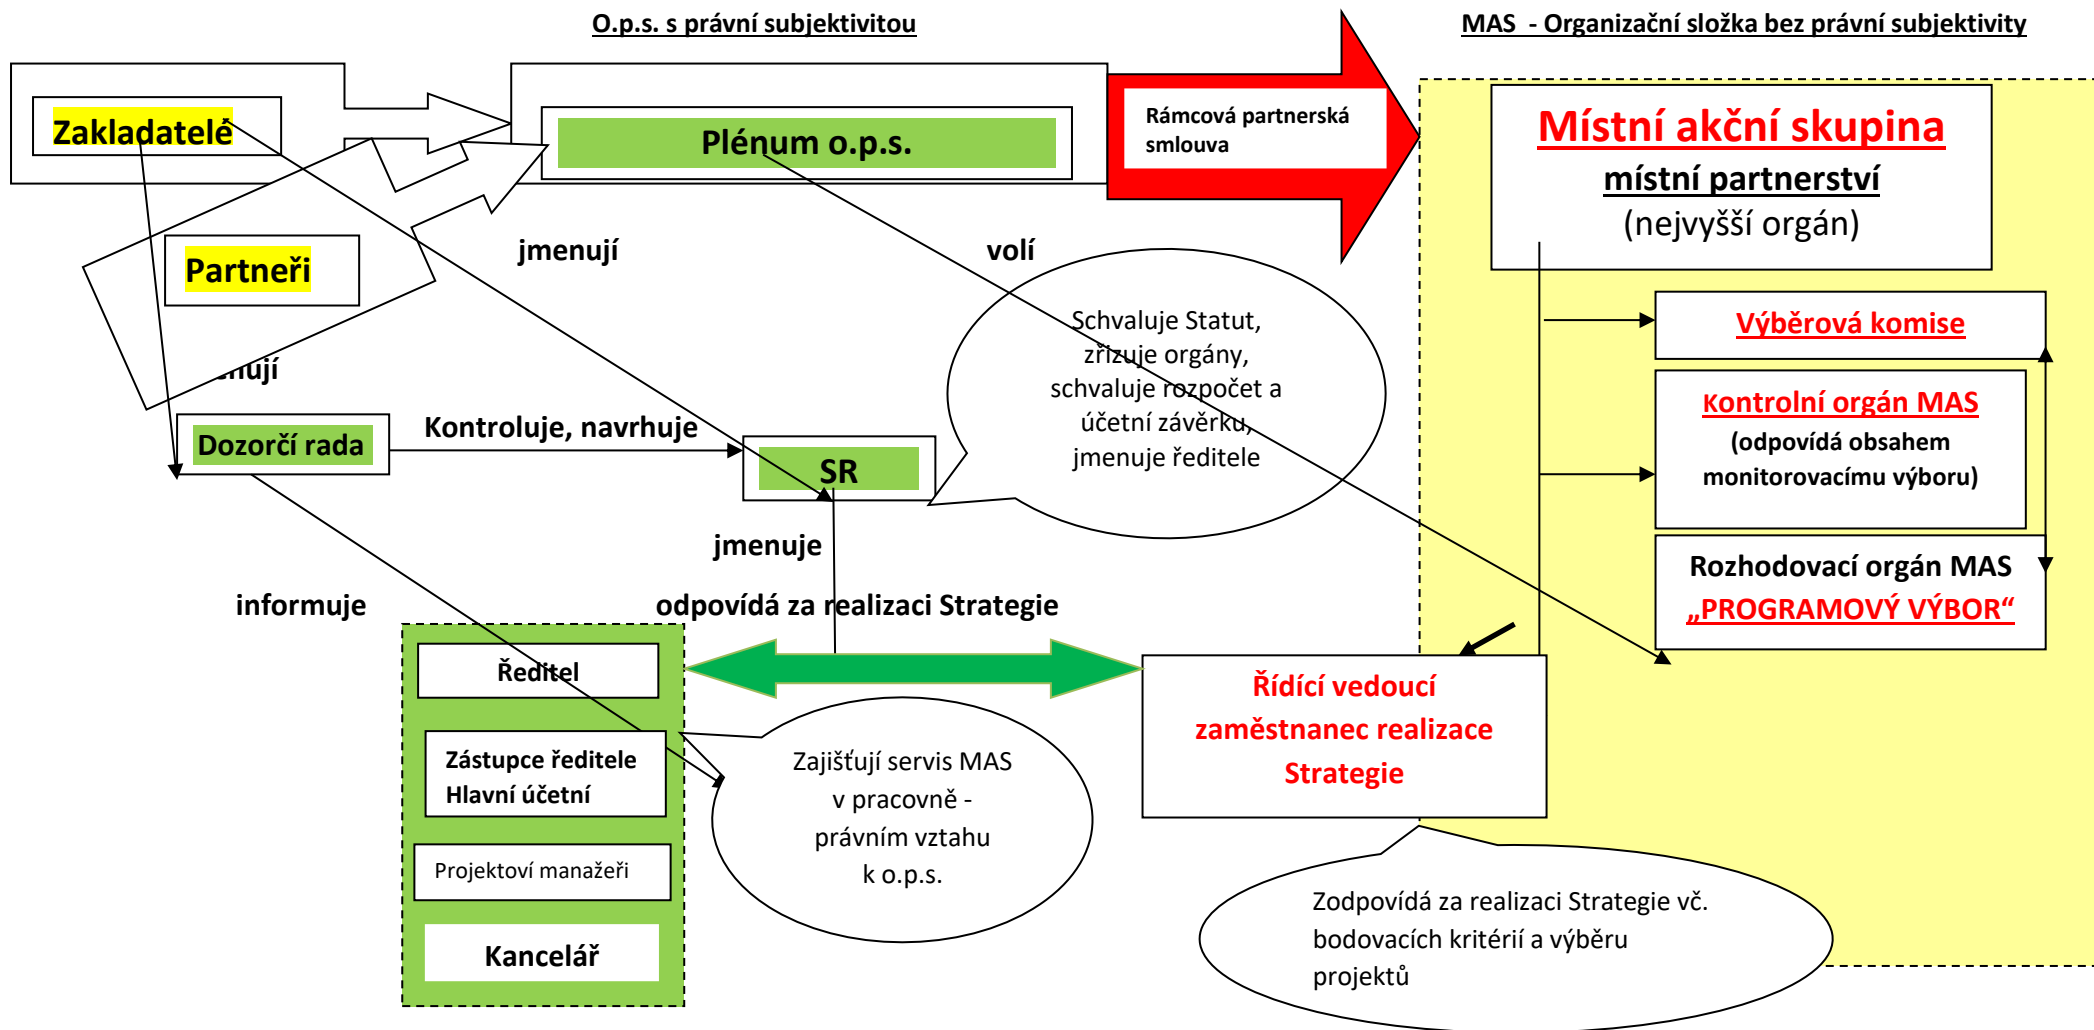 O.p.s. s právní subjektivitou
MAS - Organizační složka bez právní subjektivity
Zakladatelé
Plénum o.p.s.
Rámcová partnerská
smlouva
Místní akční skupina
místní partnerství
(nejvyšší orgán)
Partneři
jmenují
volí
Schvaluje Statut,
zřizuje orgány,
schvaluje rozpočet a
účetní závěrku,
jmenuje ředitele
Výběrová komise
Kontrolní orgán MAS
(odpovídá obsahem
monitorovacímu výboru)
Dozorčí rada
Kontroluje, navrhuje
SR
jmenuje
Rozhodovací orgán MAS
„PROGRAMOVÝ VÝBOR“
informuje
odpovídá za realizaci Strategie
Ředitel
Řídící vedoucí
zaměstnanec realizace
Strategie
Zástupce ředitele
Hlavní účetní
Zajišťují servis MAS
v pracovně -
právním vztahu
k o.p.s.
Projektoví manažeři
Kancelář
Zodpovídá za realizaci Strategie vč.
bodovacích kritérií a výběru
projektů